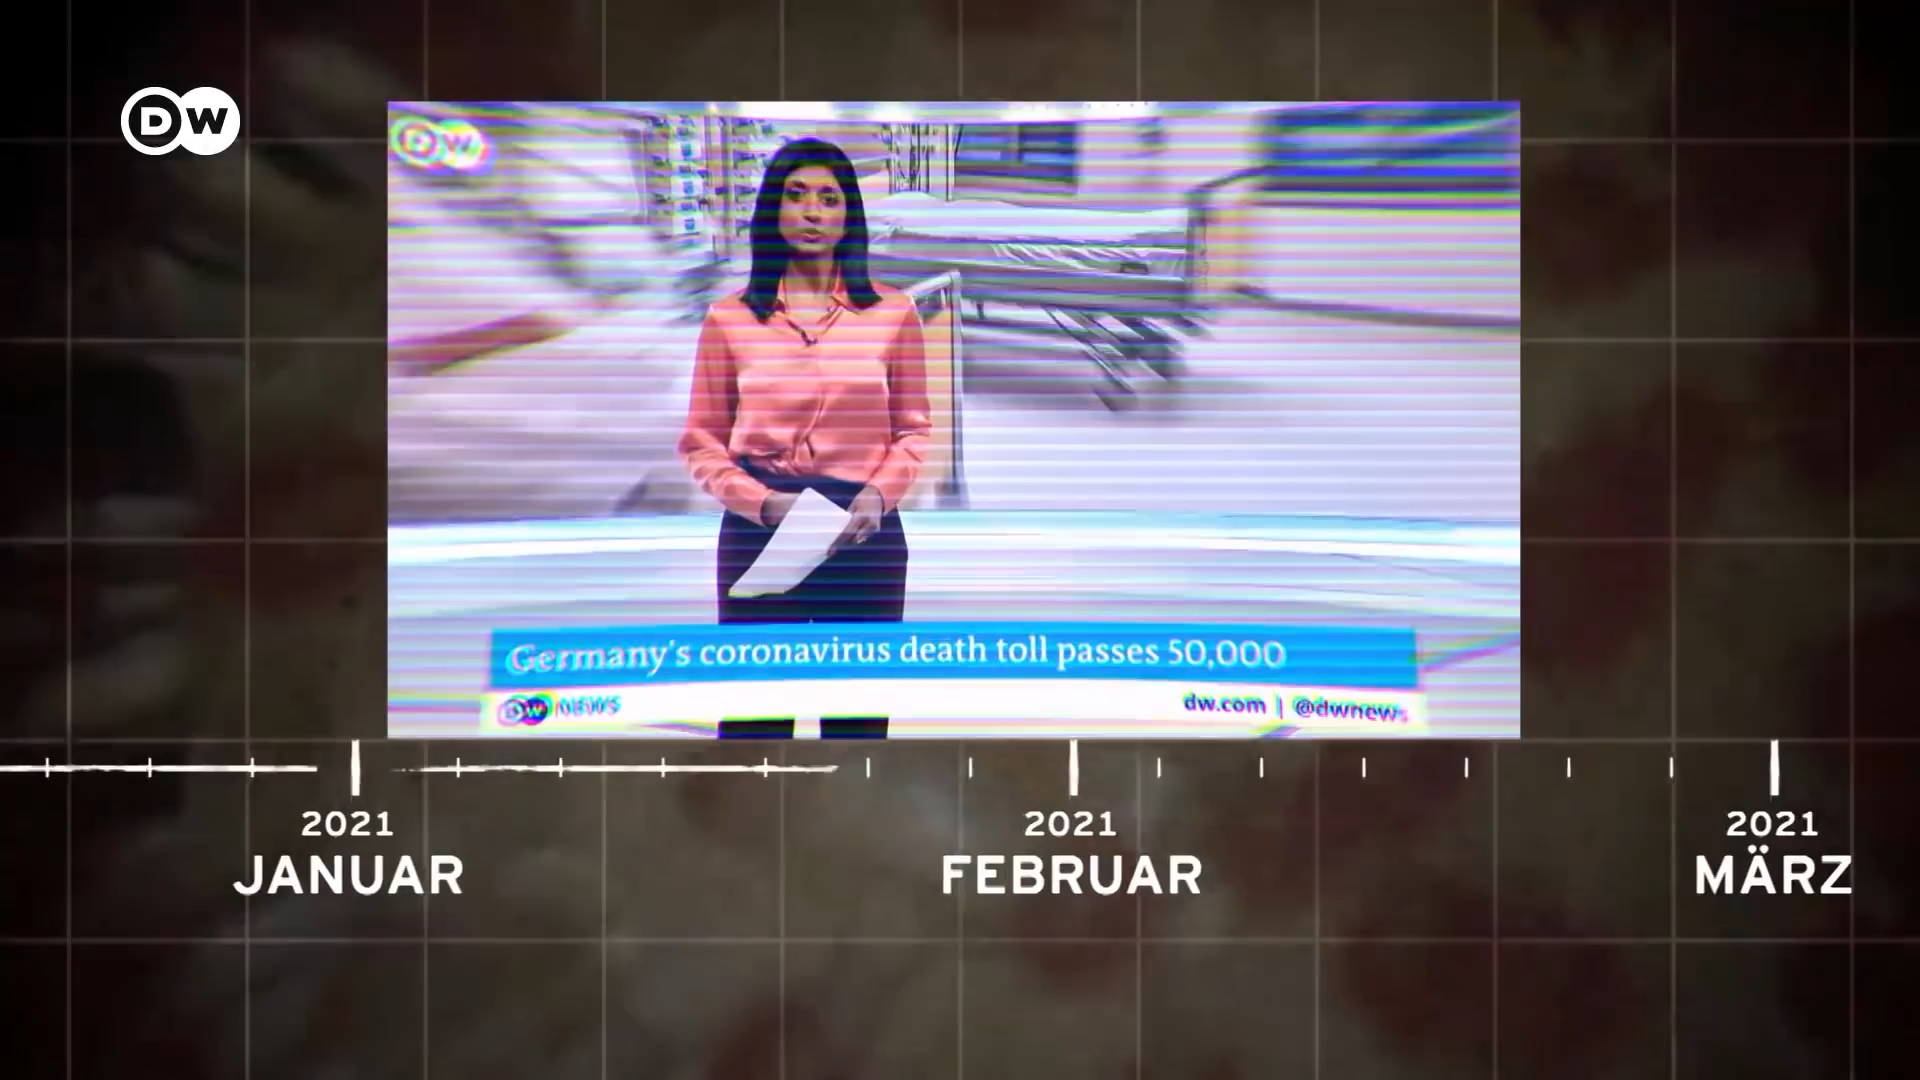 DW
DW
Germany's coronavirus death toll passes 50,000
DW NEWS
dw.com | @dwnews
2021
JANUAR
2021
FEBRUAR
2021
MÄRZ